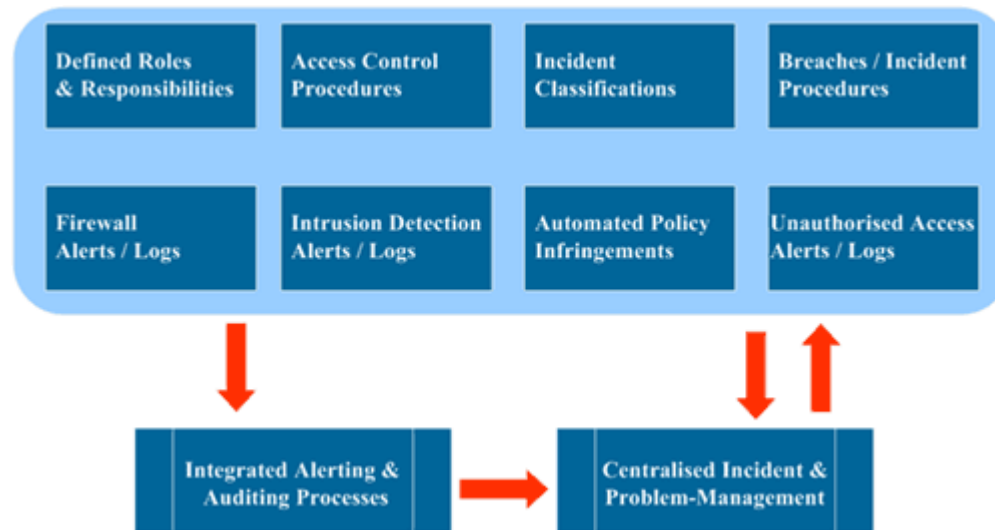 Defined Roles
& Responsibilities
Access Control
Procedures
Incident
Classifications
Breaches / Incident
Procedures
Firewall
Alerts / Logs
Intrusion Detection
Alerts / Logs
Automated Policy
Infringements
Unauthorised Access
Alerts / Logs
Integrated Alerting &
Auditing Processes
Centralised Incident &
Problem-Management